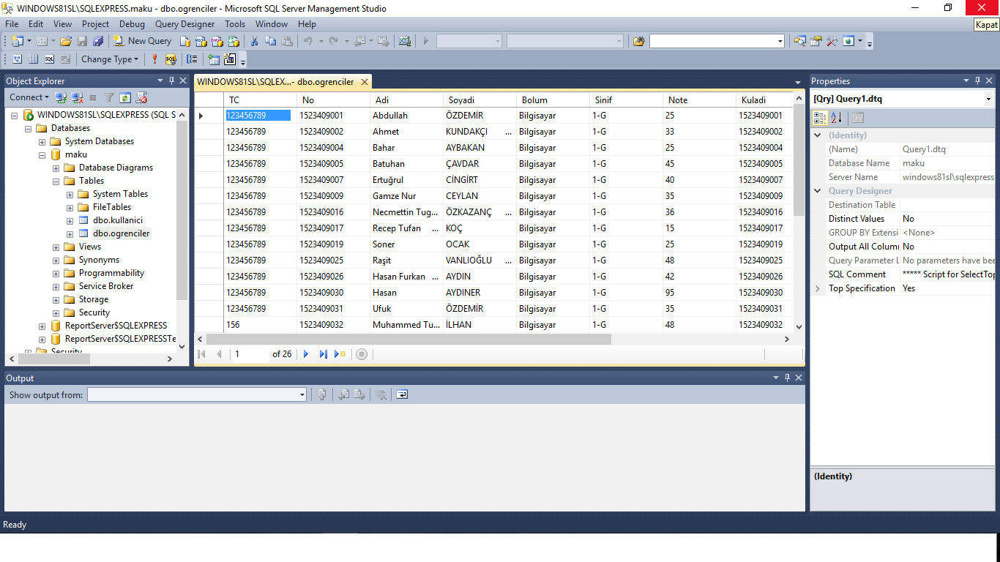 WINDOWS81SL\SQLEXPRESS.maku - dbo.ogrenciler - Microsoft SQL Server Management Studio
File Edit View Project Debug Query Designer Tools Window Help
Kapat
New Query
Change Type
Object Explorer
Connect
WINDOWS81SL\SQLEXPRESS (SQL S
Databases
System Databases
maku
Database Diagrams
Tables
System Tables
FileTables
dbo.kullanici
dbo.ogrenciler
Views
Synonyms
Programmability
Service Broker
Storage
Security
ReportServer$SQLEXPRESS
ReportServer$SQLEXPRESSTe
Security
WINDOWS81SL\SQLEX...- dbo.ogrenciler
TC No Adi Soyadi Bolum Sinif Note Kuladi
123456789 1523409001 Abdullah ÖZDEMİR Bilgisayar 1-G 25 1523409001
123456789 1523409002 Ahmet KUNDAKÇI ... Bilgisayar 1-G 33 1523409002
123456789 1523409004 Bahar AYBAKAN Bilgisayar 1-G 25 1523409004
123456789 1523409005 Batuhan ÇAVDAR Bilgisayar 1-G 45 1523409005
123456789 1523409007 Ertuğrul CİNGİRT Bilgisayar 1-G 40 1523409007
123456789 1523409009 Gamze Nur CEYLAN Bilgisayar 1-G 35 1523409009
123456789 1523409016 Necmettin Tug... ÖZKAZANÇ ... Bilgisayar 1-G 36 1523409016
123456789 1523409017 Recep Tufan ... KOÇ Bilgisayar 1-G 15 1523409017
123456789 1523409019 Soner OCAK Bilgisayar 1-G 25 1523409019
123456789 1523409025 Raşit VANLIOĞLU ... Bilgisayar 1-G 48 1523409025
123456789 1523409026 Hasan Furkan ... AYDIN Bilgisayar 1-G 42 1523409026
123456789 1523409030 Hasan AYDINER Bilgisayar 1-G 95 1523409030
123456789 1523409031 Ufuk ÖZDEMİR Bilgisayar 1-G 35 1523409031
156 1523409032 Muhammed Tu... İLHAN Bilgisayar 1-G 48 1523409032
1 of 26
Properties
[Qry] Query1.dtq
(Identity)
(Name) Query1.dtq
Database Name maku
Server Name windows81sl\sqlexpress
Query Designer
Destination Table
Distinct Values No
GROUP BY Extensi <None>
Output All Colum No
Query Parameter L No parameters have bee
SQL Comment ***** Script for SelectTop
Top Specification Yes
(Identity)
Output
Show output from:
Ready